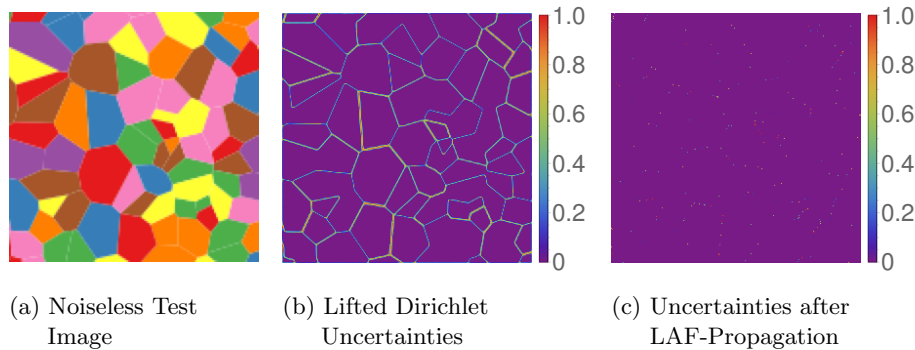 1.0
0.8
0.6
0.4
0.2
0
1.0
0.8
0.6
0.4
0.2
0
(a) Noiseless Test
Image
(b) Lifted Dirichlet
Uncertainties
(c) Uncertainties after
LAF-Propagation